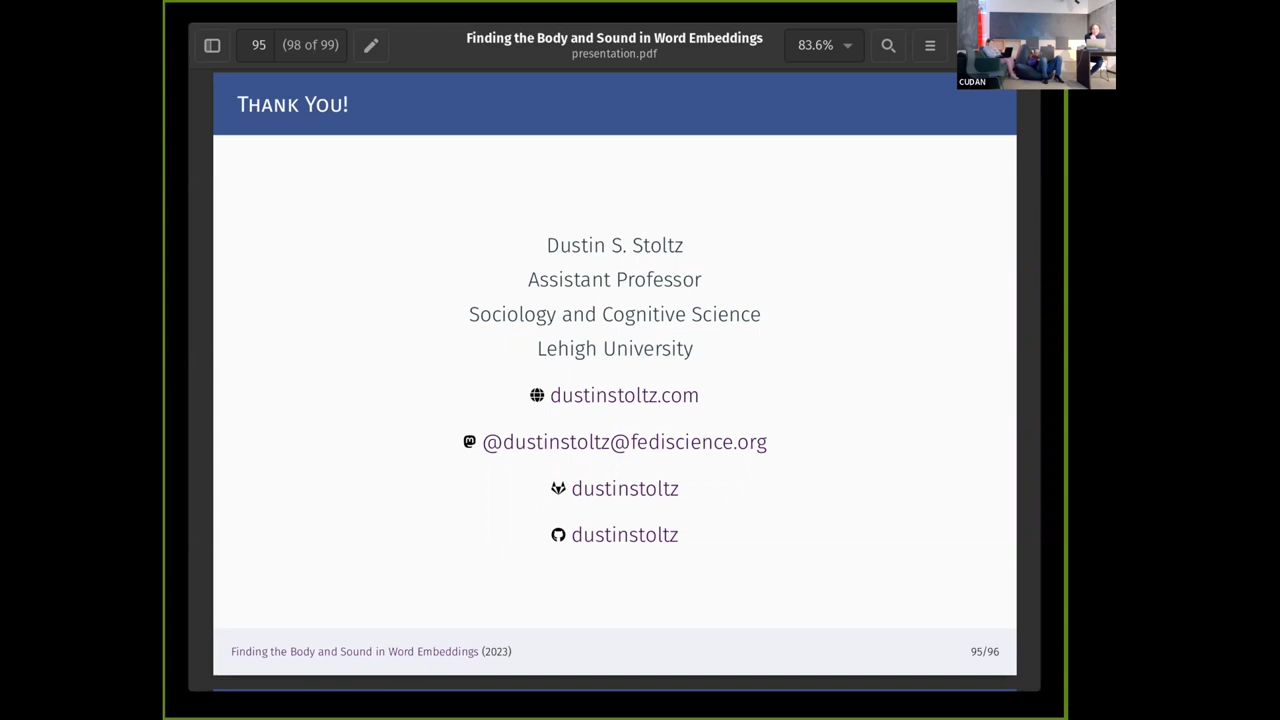 95 (98 of 99)
Finding the Body and Sound in Word Embeddings
presentation.pdf
83.6%
CUDAN
Thank You!
Dustin S. Stoltz
Assistant Professor
Sociology and Cognitive Science
Lehigh University
dustinstoltz.com
@dustinstoltz@fediscience.org
dustinstoltz
dustinstoltz
Finding the Body and Sound in Word Embeddings (2023)
95/96